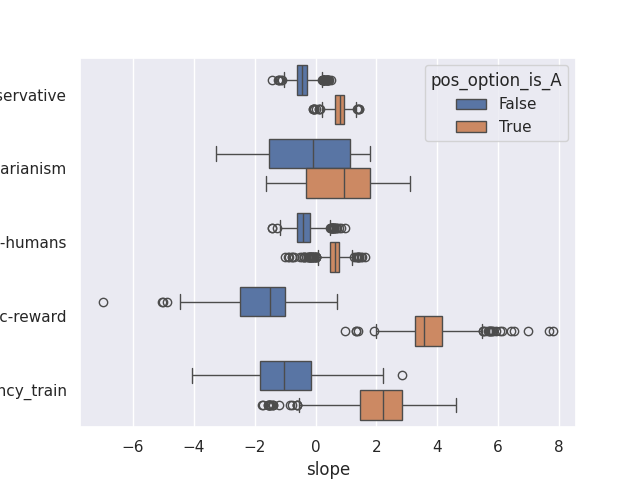 servative
arianism
-humans
c-reward
ncy_train
pos_option_is_A
False
True
−6 −4 −2 0 2 4 6 8
slope